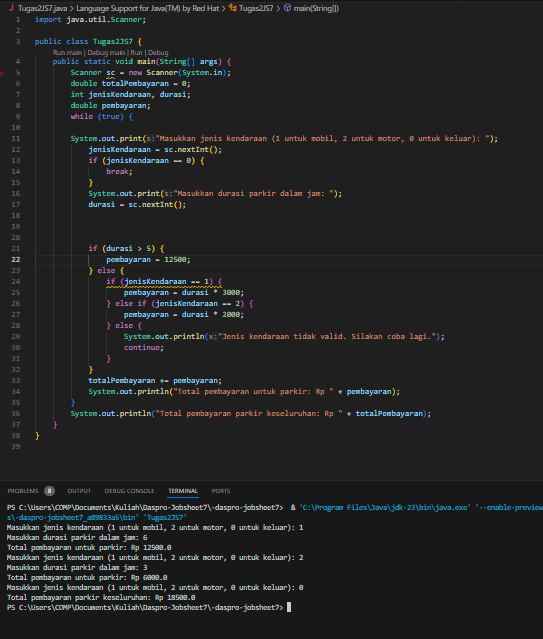 J Tugas2JS7.java > Language Support for Java(TM) by Red Hat > Tugas2JS7 > main(String[])
1 import java.util.Scanner;
2
3 public class Tugas2JS7 {
Run main | Debug main | Run | Debug
4 public static void main(String[] args) {
5 Scanner sc = new Scanner(System.in);
6 double totalPembayaran = 0;
7 int jenisKendaraan, durasi;
8 double pembayaran;
9 while (true) {
10
11 System.out.print(s:"Masukkan jenis kendaraan (1 untuk mobil, 2 untuk motor, 0 untuk keluar): ");
12 jenisKendaraan = sc.nextInt();
13 if (jenisKendaraan == 0) {
14 break;
15 }
16 System.out.print(s:"Masukkan durasi parkir dalam jam: ");
17 durasi = sc.nextInt();
18
19
20
21 if (durasi > 5) {
22 pembayaran = 12500;
23 } else {
24 if (jenisKendaraan == 1) {
25 pembayaran = durasi * 3000;
26 } else if (jenisKendaraan == 2) {
27 pembayaran = durasi * 2000;
28 } else {
29 System.out.println(x:"Jenis kendaraan tidak valid. Silakan coba lagi.");
30 continue;
31 }
32 }
33 totalPembayaran += pembayaran;
34 System.out.println("Total pembayaran untuk parkir: Rp " + pembayaran);
35 }
36 System.out.println("Total pembayaran parkir keseluruhan: Rp " + totalPembayaran);
37 }
38 }
39
PROBLEMS 8 OUTPUT DEBUG CONSOLE TERMINAL PORTS
PS C:\Users\COMP\Documents\Kuliah\Daspro-Jobsheet7\-daspro-jobsheet7> & 'C:\Program Files\Java\jdk-23\bin\java.exe' '--enable-preview
s\-daspro-jobsheet7_a89833a5\bin' 'Tugas2JS7'
Masukkan jenis kendaraan (1 untuk mobil, 2 untuk motor, 0 untuk keluar): 1
Masukkan durasi parkir dalam jam: 6
Total pembayaran untuk parkir: Rp 12500.0
Masukkan jenis kendaraan (1 untuk mobil, 2 untuk motor, 0 untuk keluar): 2
Masukkan durasi parkir dalam jam: 3
Total pembayaran untuk parkir: Rp 6000.0
Masukkan jenis kendaraan (1 untuk mobil, 2 untuk motor, 0 untuk keluar): 0
Total pembayaran parkir keseluruhan: Rp 18500.0
PS C:\Users\COMP\Documents\Kuliah\Daspro-Jobsheet7\-daspro-jobsheet7>